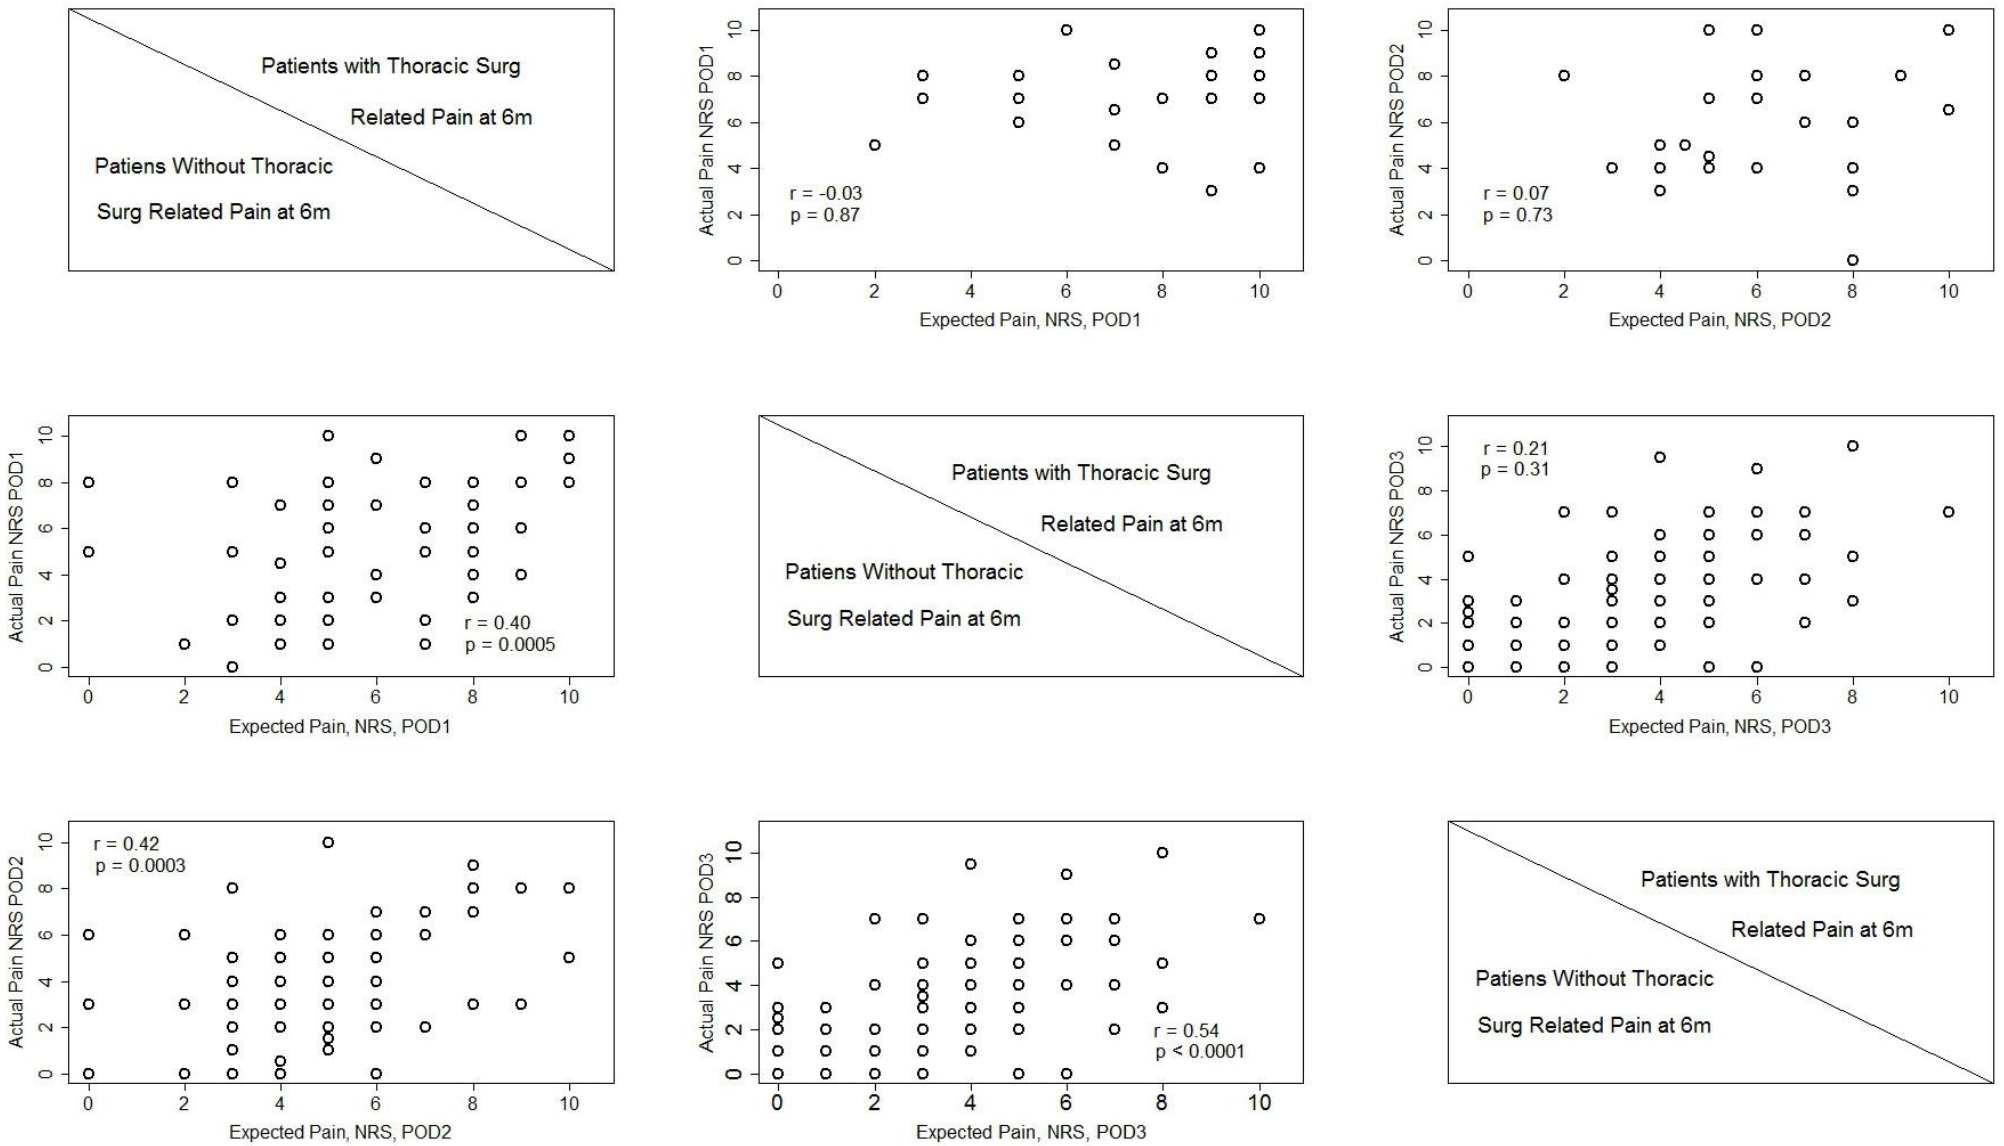 Patients with Thoracic Surg
Related Pain at 6m
Patiens Without Thoracic
Surg Related Pain at 6m
Actual Pain NRS POD1
0 2 4 6 8 10
r = -0.03
p = 0.87
0 2 4 6 8 10
Expected Pain, NRS, POD1
Actual Pain NRS POD2
0 2 4 6 8 10
r = 0.07
p = 0.73
0 2 4 6 8 10
Expected Pain, NRS, POD2
Actual Pain NRS POD1
0 2 4 6 8 10
r = 0.40
p = 0.0005
0 2 4 6 8 10
Expected Pain, NRS, POD1
Patients with Thoracic Surg
Related Pain at 6m
Patiens Without Thoracic
Surg Related Pain at 6m
Actual Pain NRS POD3
0 2 4 6 8 10
r = 0.21
p = 0.31
0 2 4 6 8 10
Expected Pain, NRS, POD3
Actual Pain NRS POD2
0 2 4 6 8 10
r = 0.42
p = 0.0003
0 2 4 6 8 10
Expected Pain, NRS, POD2
Actual Pain NRS POD3
0 2 4 6 8 10
r = 0.54
p < 0.0001
0 2 4 6 8 10
Expected Pain, NRS, POD3
Patients with Thoracic Surg
Related Pain at 6m
Patiens Without Thoracic
Surg Related Pain at 6m